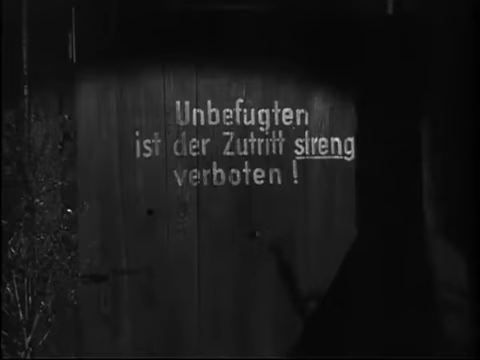 Unbefugten
ist der Zutritt streng
verboten !